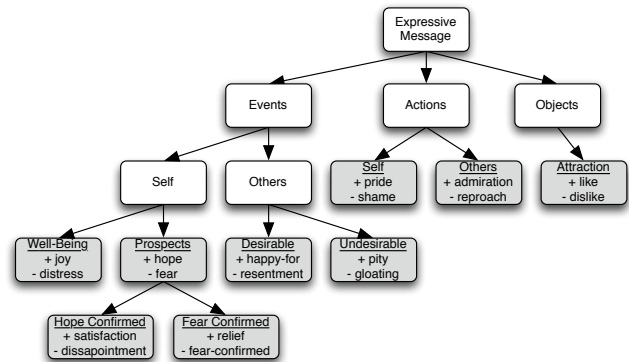 Expressive
Message
Events
Actions
Objects
Self
Others
Self
+ pride
- shame
Others
+ admiration
- reproach
Attraction
+ like
- dislike
Well-Being
+ joy
- distress
Prospects
+ hope
- fear
Desirable
+ happy-for
- resentment
Undesirable
+ pity
- gloating
Hope Confirmed
+ satisfaction
- dissapointment
Fear Confirmed
+ relief
- fear-confirmed